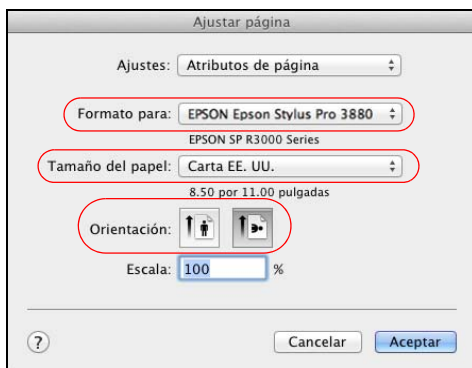 Ajustar página
Ajustes: Atributos de página
Formato para: EPSON Epson Stylus Pro 3880
EPSON SP R3000 Series
Tamaño del papel: Carta EE. UU.
8.50 por 11.00 pulgadas
Orientación:
Escala: 100 %
? Cancelar Aceptar